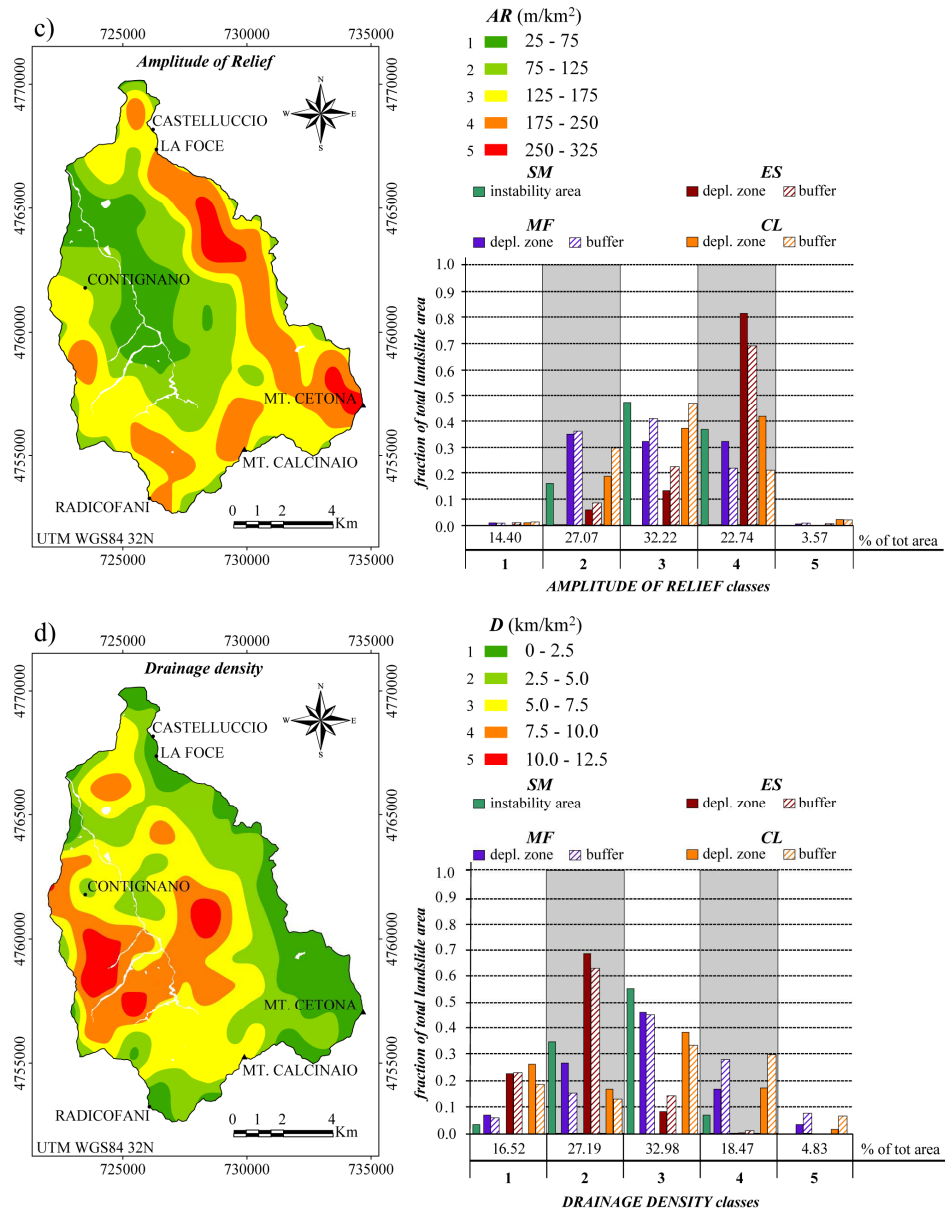 c)
725000 730000 735000
Amplitude of Relief
4770000
4765000
4760000
4755000
N
W E
S
CASTELLUCCIO
LA FOCE
CONTIGNANO
MT. CETONA
MT. CALCINAIO
RADICOFANI
0 1 2 4
Km
UTM WGS84 32N
725000 730000 735000
AR (m/km²)
1 25 - 75
2 75 - 125
3 125 - 175
4 175 - 250
5 250 - 325
SM ES
instability area depl. zone buffer
MF CL
depl. zone buffer depl. zone buffer
fraction of total landslide area
1.0
0.9
0.8
0.7
0.6
0.5
0.4
0.3
0.2
0.1
0.0
14.40 27.07 32.22 22.74 3.57 % of tot area
1 2 3 4 5
AMPLITUDE OF RELIEF classes
d)
725000 730000 735000
Drainage density
4770000
4765000
4760000
4755000
N
W E
S
CASTELLUCCIO
LA FOCE
CONTIGNANO
MT. CETONA
MT. CALCINAIO
RADICOFANI
0 1 2 4
Km
UTM WGS84 32N
725000 730000 735000
D (km/km²)
1 0 - 2.5
2 2.5 - 5.0
3 5.0 - 7.5
4 7.5 - 10.0
5 10.0 - 12.5
SM ES
instability area depl. zone buffer
MF CL
depl. zone buffer depl. zone buffer
fraction of total landslide area
1.0
0.9
0.8
0.7
0.6
0.5
0.4
0.3
0.2
0.1
0.0
16.52 27.19 32.98 18.47 4.83 % of tot area
1 2 3 4 5
DRAINAGE DENSITY classes